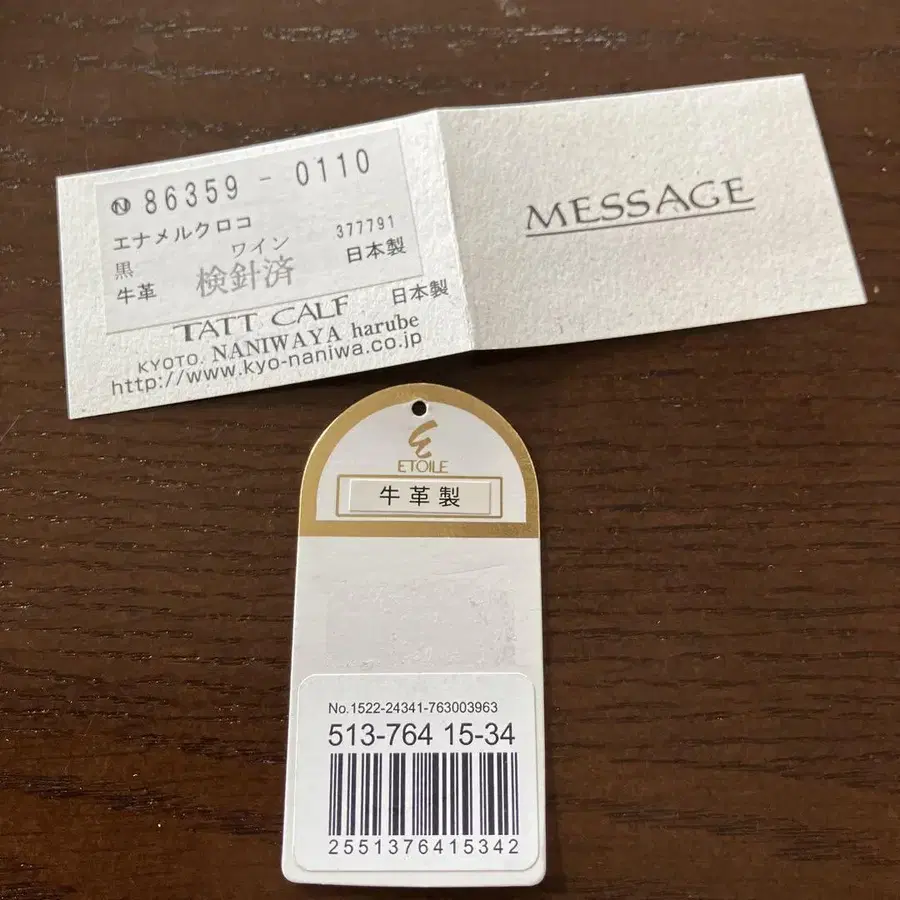 Ⓝ 86359 - 0110
エナメルクロコ
黒 ワイン 377791
牛革 検針済 日本製
TATT CALF 日本製
KYOTO. NANIWAYA harube
http://www.kyo-naniwa.co.jp
MESSAGE
ETOILE
牛革製
No.1522-24341-763003963
513-764 15-34
2551376415342